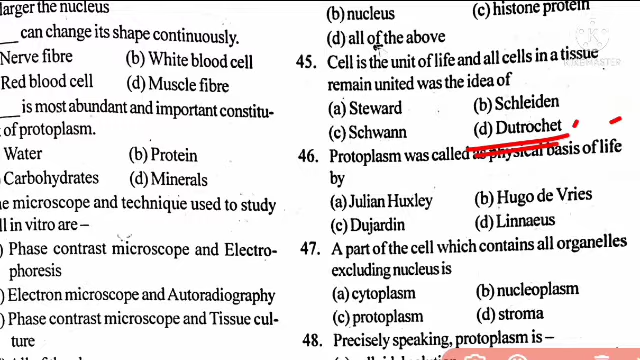 larger the nucleus
___ can change its shape continuously.
Nerve fibre (b) White blood cell
Red blood cell (d) Muscle fibre
___ is most abundant and important constitu-
of protoplasm.
Water (b) Protein
Carbohydrates (d) Minerals
e microscope and technique used to study
ll in vitro are –
) Phase contrast microscope and Electro-
phoresis
) Electron microscope and Autoradiography
) Phase contrast microscope and Tissue cul-
ture
(b) nucleus (c) histone protein
(d) all of the above
45. Cell is the unit of life and all cells in a tissue
remain united was the idea of
(a) Steward (b) Schleiden
(c) Schwann (d) Dutrochet
46. Protoplasm was called as physical basis of life
by
(a) Julian Huxley (b) Hugo de Vries
(c) Dujardin (d) Linnaeus
47. A part of the cell which contains all organelles
excluding nucleus is
(a) cytoplasm (b) nucleoplasm
(c) protoplasm (d) stroma
48. Precisely speaking, protoplasm is –